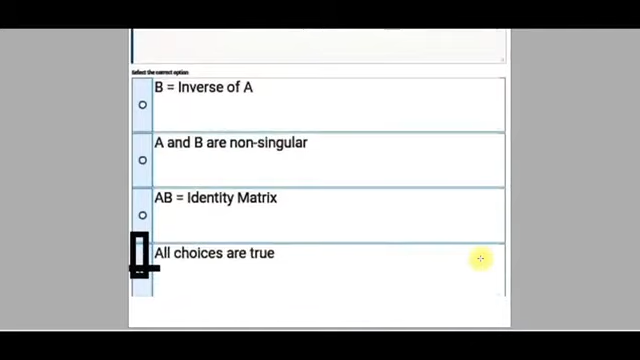 Select the correct option
B = Inverse of A
A and B are non-singular
AB = Identity Matrix
All choices are true